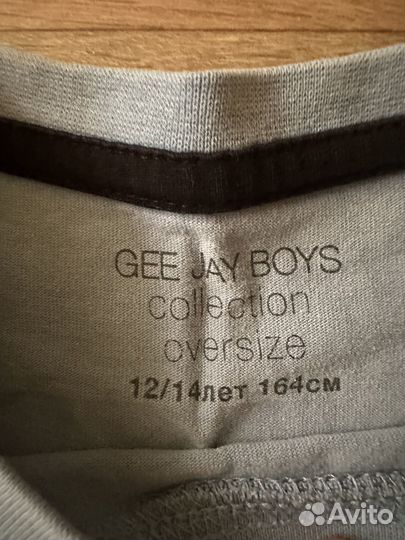 GEE JAY BOYS
collection
oversize
12/14лет 164см
Avito